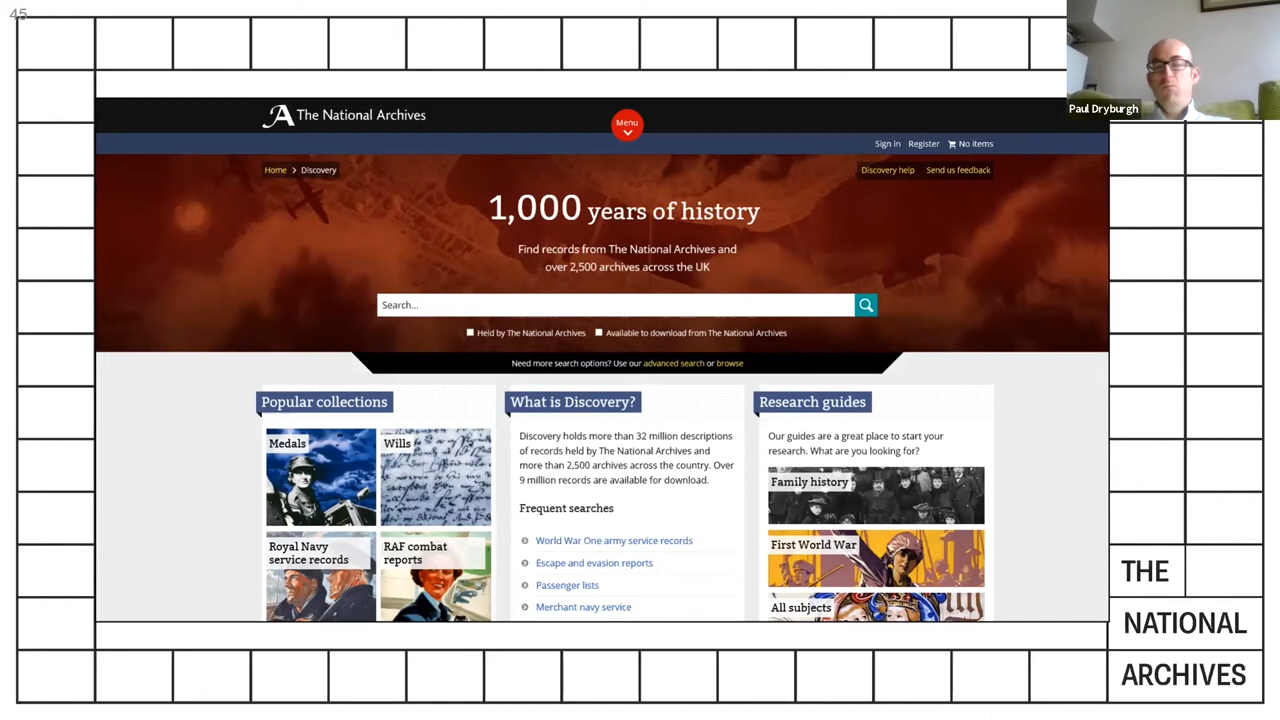 45
Paul Dryburgh
The National Archives
Menu
Sign in Register No items
Home > Discovery
Discovery help Send us feedback
1,000 years of history
Find records from The National Archives and
over 2,500 archives across the UK
Search...
Held by The National Archives Available to download from The National Archives
Need more search options? Use our advanced search or browse
Popular collections
Medals
Wills
Royal Navy
service records
RAF combat
reports
What is Discovery?
Discovery holds more than 32 million descriptions
of records held by The National Archives and
more than 2,500 archives across the country. Over
9 million records are available for download.
Frequent searches
World War One army service records
Escape and evasion reports
Passenger lists
Merchant navy service
Research guides
Our guides are a great place to start your
research. What are you looking for?
Family history
First World War
All subjects
THE
NATIONAL
ARCHIVES